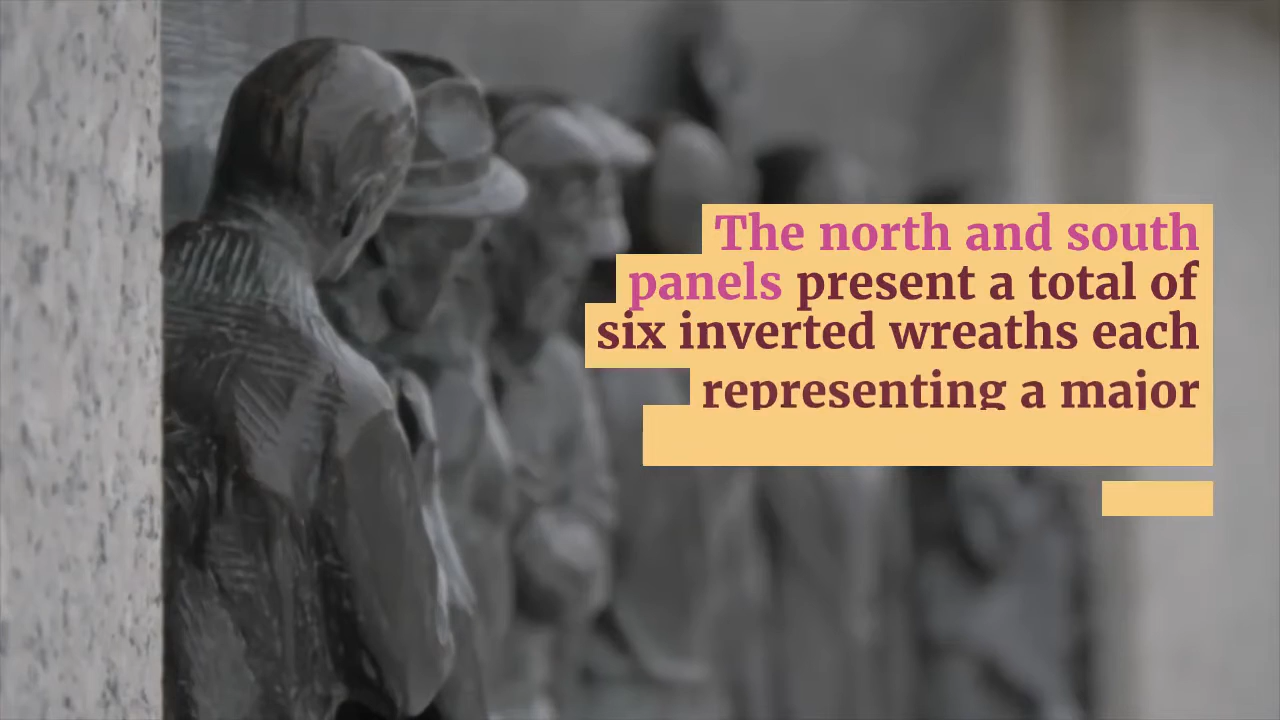 The north and south
panels present a total of
six inverted wreaths each
representing a major